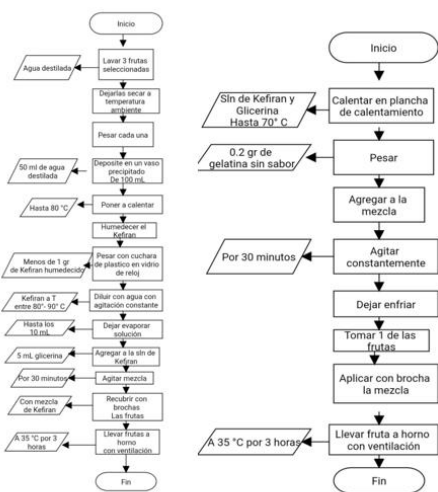 Inicio
Agua destilada
Lavar 3 frutas
seleccionadas
Dejarlas secar a
temperatura
ambiente
Pesar cada una
50 ml de agua
destilada
Deposite en un vaso
precipitado
De 100 mL
Hasta 80 °C
Poner a calentar
Humedecer el
Kefiran
Menos de 1 gr
de Kefiran humedecido
Pesar con cuchara
de plastico en vidrio
de reloj
Kefiran a T
entre 80°- 90° C
Diluir con agua con
agitación constante
Hasta los
10 mL
Dejar evaporar
solución
5 mL glicerina
Agregar a la sln de
Kefiran
Por 30 minutos
Agitar mezcla
Con mezcla
de Kefiran
Recubrir con
brochas
Las frutas
A 35 °C por 3
horas
Llevar frutas a
horno
con ventilación
Fin
Inicio
Sln de Kefiran y
Glicerina
Hasta 70° C
Calentar en plancha
de calentamiento
0.2 gr de
gelatina sin sabor
Pesar
Agregar a la
mezcla
Por 30 minutos
Agitar
constantemente
Dejar enfriar
Tomar 1 de las
frutas
Aplicar con brocha
la mezcla
A 35 °C por 3 horas
Llevar fruta a horno
con ventilación
Fin